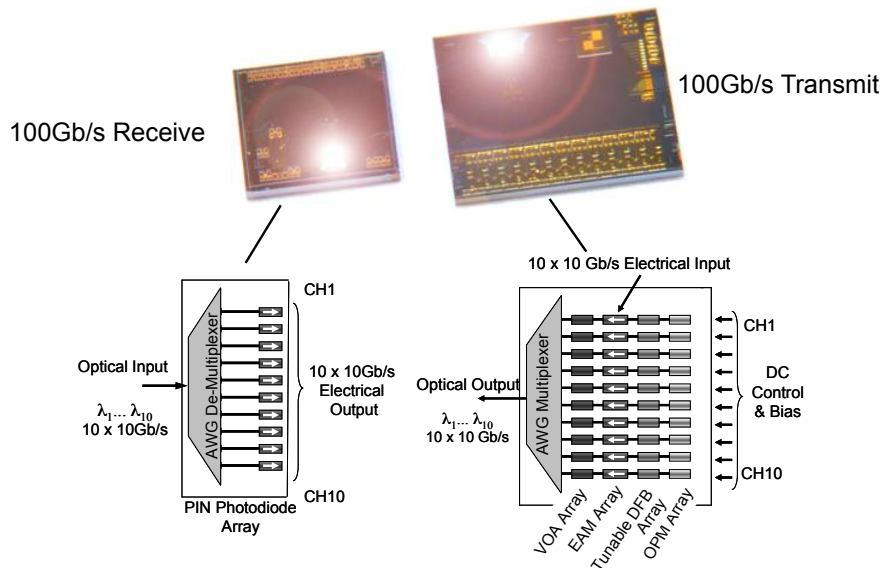 100Gb/s Receive
100Gb/s Transmit
CH1
AWG De-Multiplexer
Optical Input
λ1... λ10
10 x 10Gb/s
10 x 10Gb/s
Electrical
Output
CH10
PIN Photodiode
Array
10 x 10 Gb/s Electrical Input
AWG Multiplexer
Optical Output
λ1... λ10
10 x 10 Gb/s
CH1
DC
Control
& Bias
CH10
VOA Array
EAM Array
Tunable DFB
Array
OPM Array